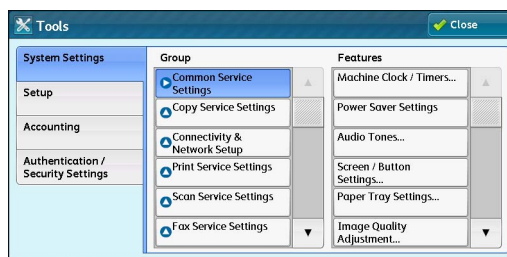 Tools
Close
System Settings
Setup
Accounting
Authentication /
Security Settings
Group
Common Service
Settings
Copy Service Settings
Connectivity &
Network Setup
Print Service Settings
Scan Service Settings
Fax Service Settings
Features
Machine Clock / Timers...
Power Saver Settings
Audio Tones...
Screen / Button
Settings...
Paper Tray Settings...
Image Quality
Adjustment...